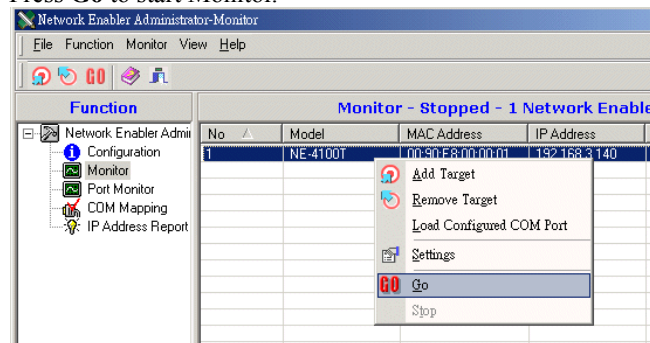 Press Go to start Monitor.
Network Enabler Administrator-Monitor
File Function Monitor View Help
GO
Function
Monitor - Stopped - 1 Network Enable
Network Enabler Admi
Configuration
Monitor
Port Monitor
COM Mapping
IP Address Report
No Model MAC Address IP Address
1 NE-4100T 00:90:E8:00:00:01 192.168.3.140
Add Target
Remove Target
Load Configured COM Port
Settings
GO Go
Stop